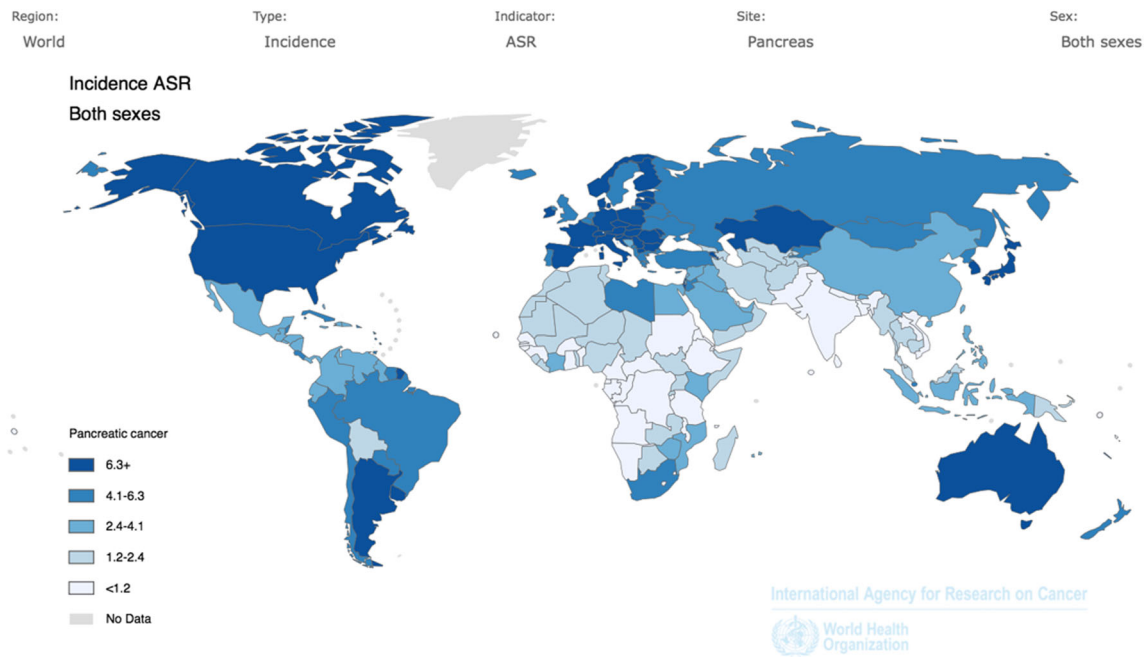 Region: Type: Indicator: Site: Sex:
World Incidence ASR Pancreas Both sexes
Incidence ASR
Both sexes
Pancreatic cancer
6.3+
4.1-6.3
2.4-4.1
1.2-2.4
<1.2
No Data
International Agency for Research on Cancer
World Health
Organization